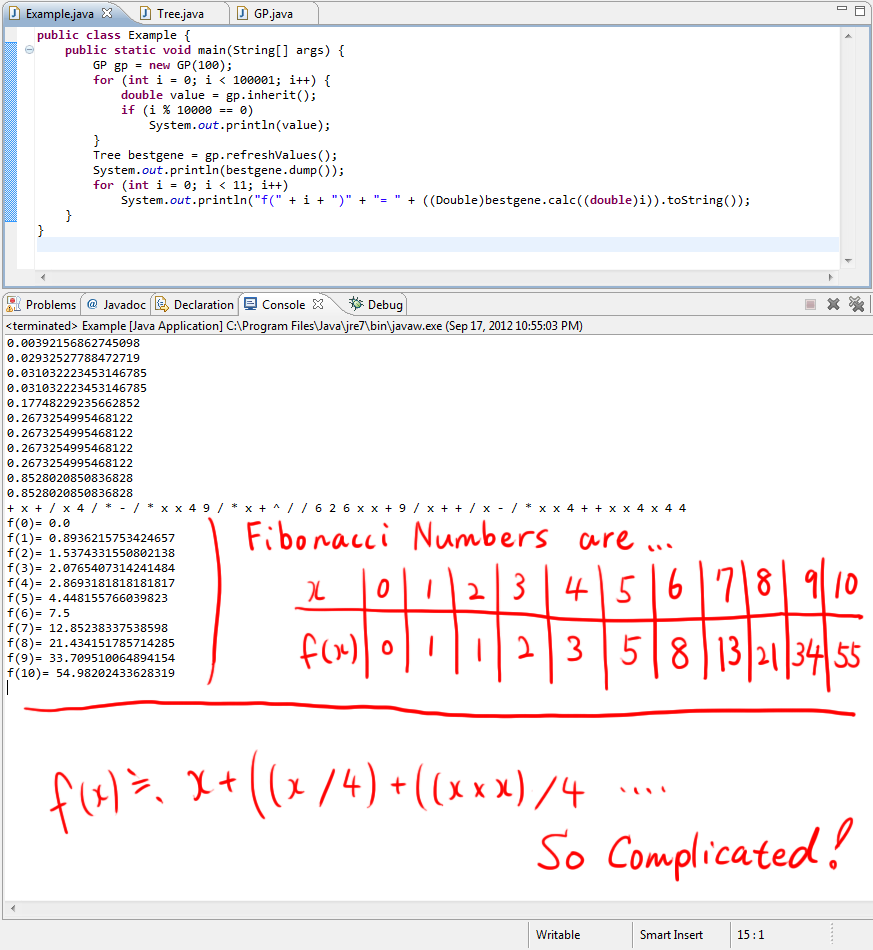 Example.java Tree.java GP.java
public class Example {
public static void main(String[] args) {
GP gp = new GP(100);
for (int i = 0; i < 100001; i++) {
double value = gp.inherit();
if (i % 10000 == 0)
System.out.println(value);
}
Tree bestgene = gp.refreshValues();
System.out.println(bestgene.dump());
for (int i = 0; i < 11; i++)
System.out.println("f(" + i + ")" + "= " + ((Double)bestgene.calc((double)i)).toString());
}
}
Problems @ Javadoc Declaration Console Debug
<terminated> Example [Java Application] C:\Program Files\Java\jre7\bin\javaw.exe (Sep 17, 2012 10:55:03 PM)
0.00392156862745098
0.02932527788472719
0.031032223453146785
0.031032223453146785
0.17748229235662852
0.2673254995468122
0.2673254995468122
0.2673254995468122
0.2673254995468122
0.8528020850836828
0.8528020850836828
+ x + / x 4 / * - / * x x 4 9 / * x + ^ / / 6 2 6 x x + 9 / x + + / x - / * x x 4 + + x x 4 x 4 4
f(0)= 0.0
f(1)= 0.8936215753424657
f(2)= 1.5374331550802138
f(3)= 2.0765407314241484
f(4)= 2.8693181818181817
f(5)= 4.448155766039823
f(6)= 7.5
f(7)= 12.85238337538598
f(8)= 21.434151785714285
f(9)= 33.709510064894154
f(10)= 54.98202433628319
Fibonacci Numbers are ...
x 0 1 2 3 4 5 6 7 8 9 10
f(x) 0 1 1 2 3 5 8 13 21 34 55
f(x) ≒ x + ((x / 4) + ((x × x) / 4 ....
So Complicated!
Writable Smart Insert 15 : 1